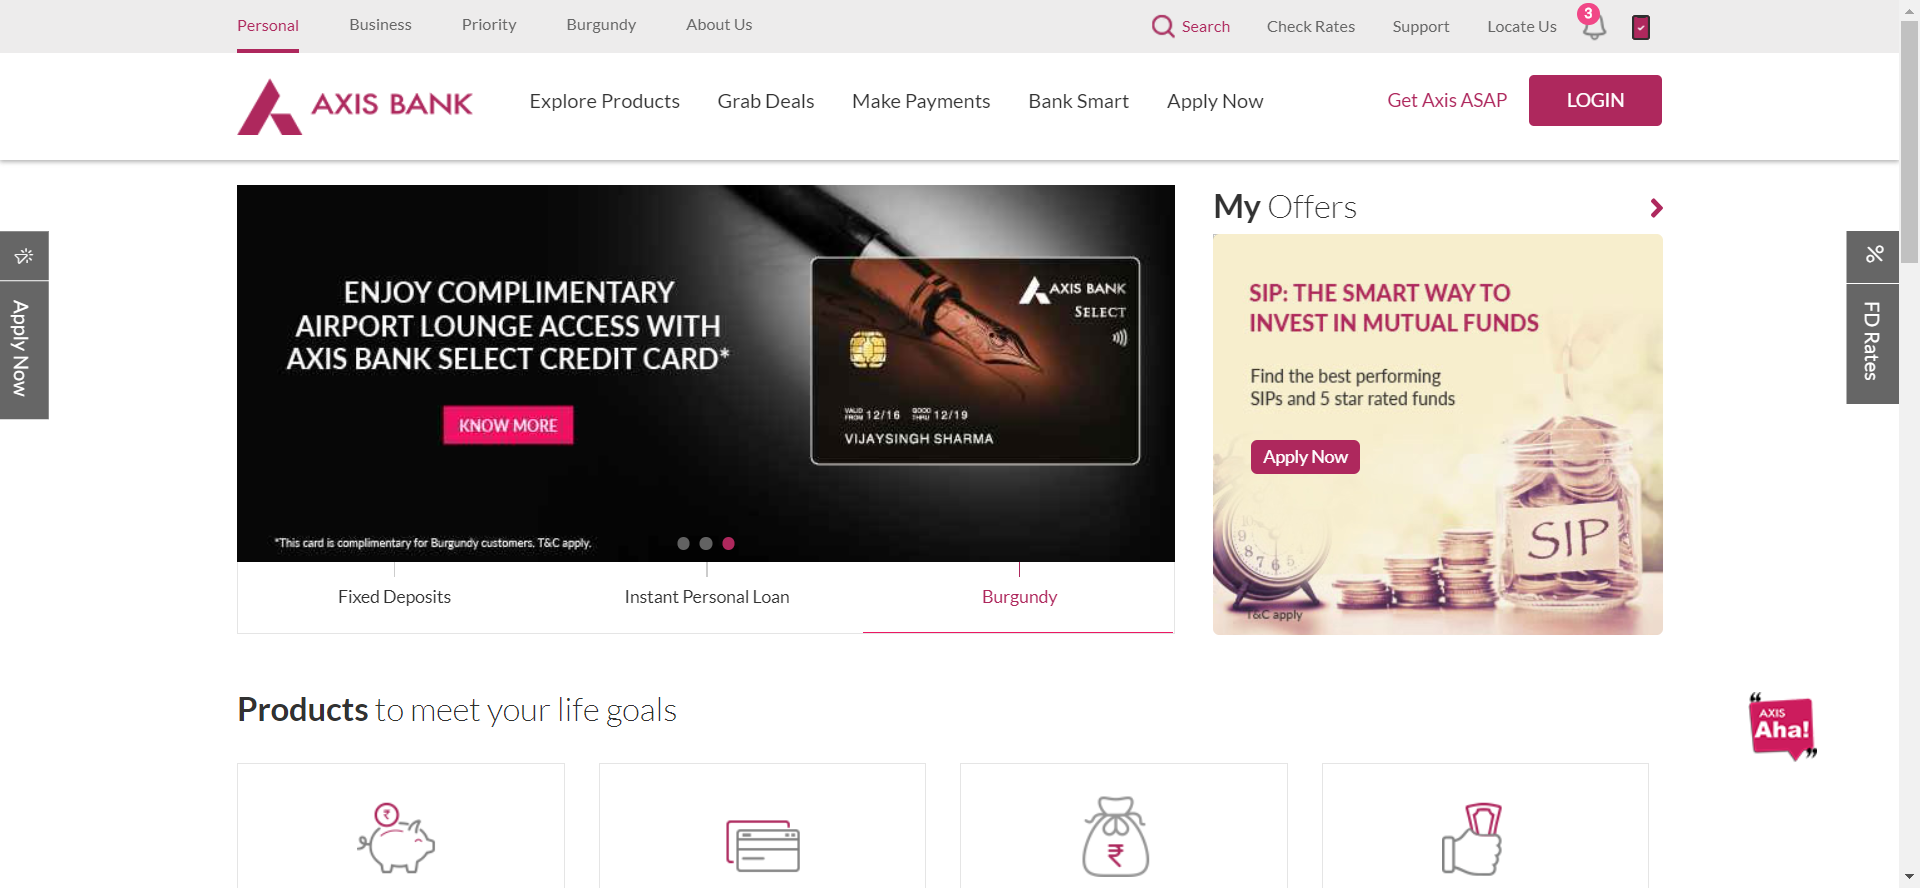 Personal Business Priority Burgundy About Us Search Check Rates Support Locate Us 3
AXIS BANK Explore Products Grab Deals Make Payments Bank Smart Apply Now Get Axis ASAP LOGIN
Apply Now
ENJOY COMPLIMENTARY
AIRPORT LOUNGE ACCESS WITH
AXIS BANK SELECT CREDIT CARD*
KNOW MORE
AXIS BANK
SELECT
VALID FROM 12/16 GOOD THRU 12/19
VIJAYSINGH SHARMA
*This card is complimentary for Burgundy customers. T&C apply.
Fixed Deposits Instant Personal Loan Burgundy
My Offers
SIP: THE SMART WAY TO
INVEST IN MUTUAL FUNDS
Find the best performing
SIPs and 5 star rated funds
Apply Now
SIP
T&C apply
%
FD Rates
Products to meet your life goals
AXIS
Aha!